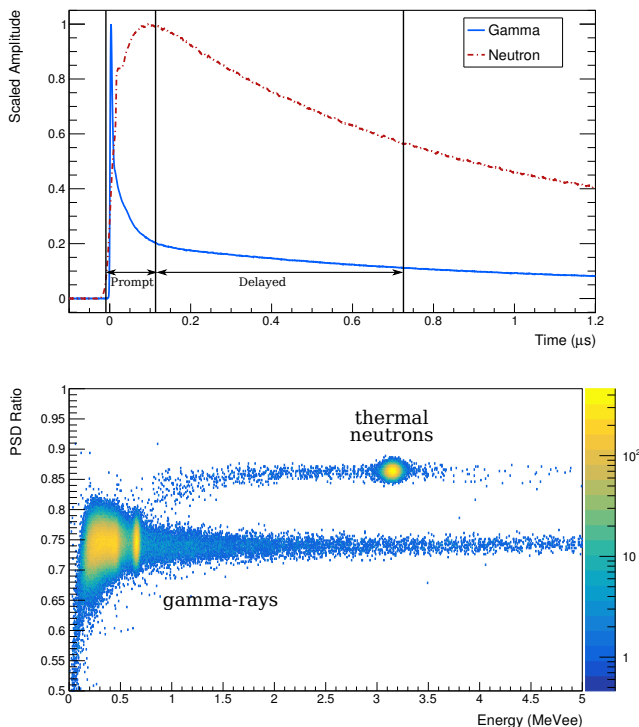 Scaled Amplitude
1
0.8
0.6
0.4
0.2
0
Gamma
Neutron
Prompt
Delayed
0 0.2 0.4 0.6 0.8 1 1.2
Time (μs)
PSD Ratio
1
0.95
0.9
0.85
0.8
0.75
0.7
0.65
0.6
0.55
0.5
thermal
neutrons
gamma-rays
10²
10
1
0 0.5 1 1.5 2 2.5 3 3.5 4 4.5 5
Energy (MeVee)